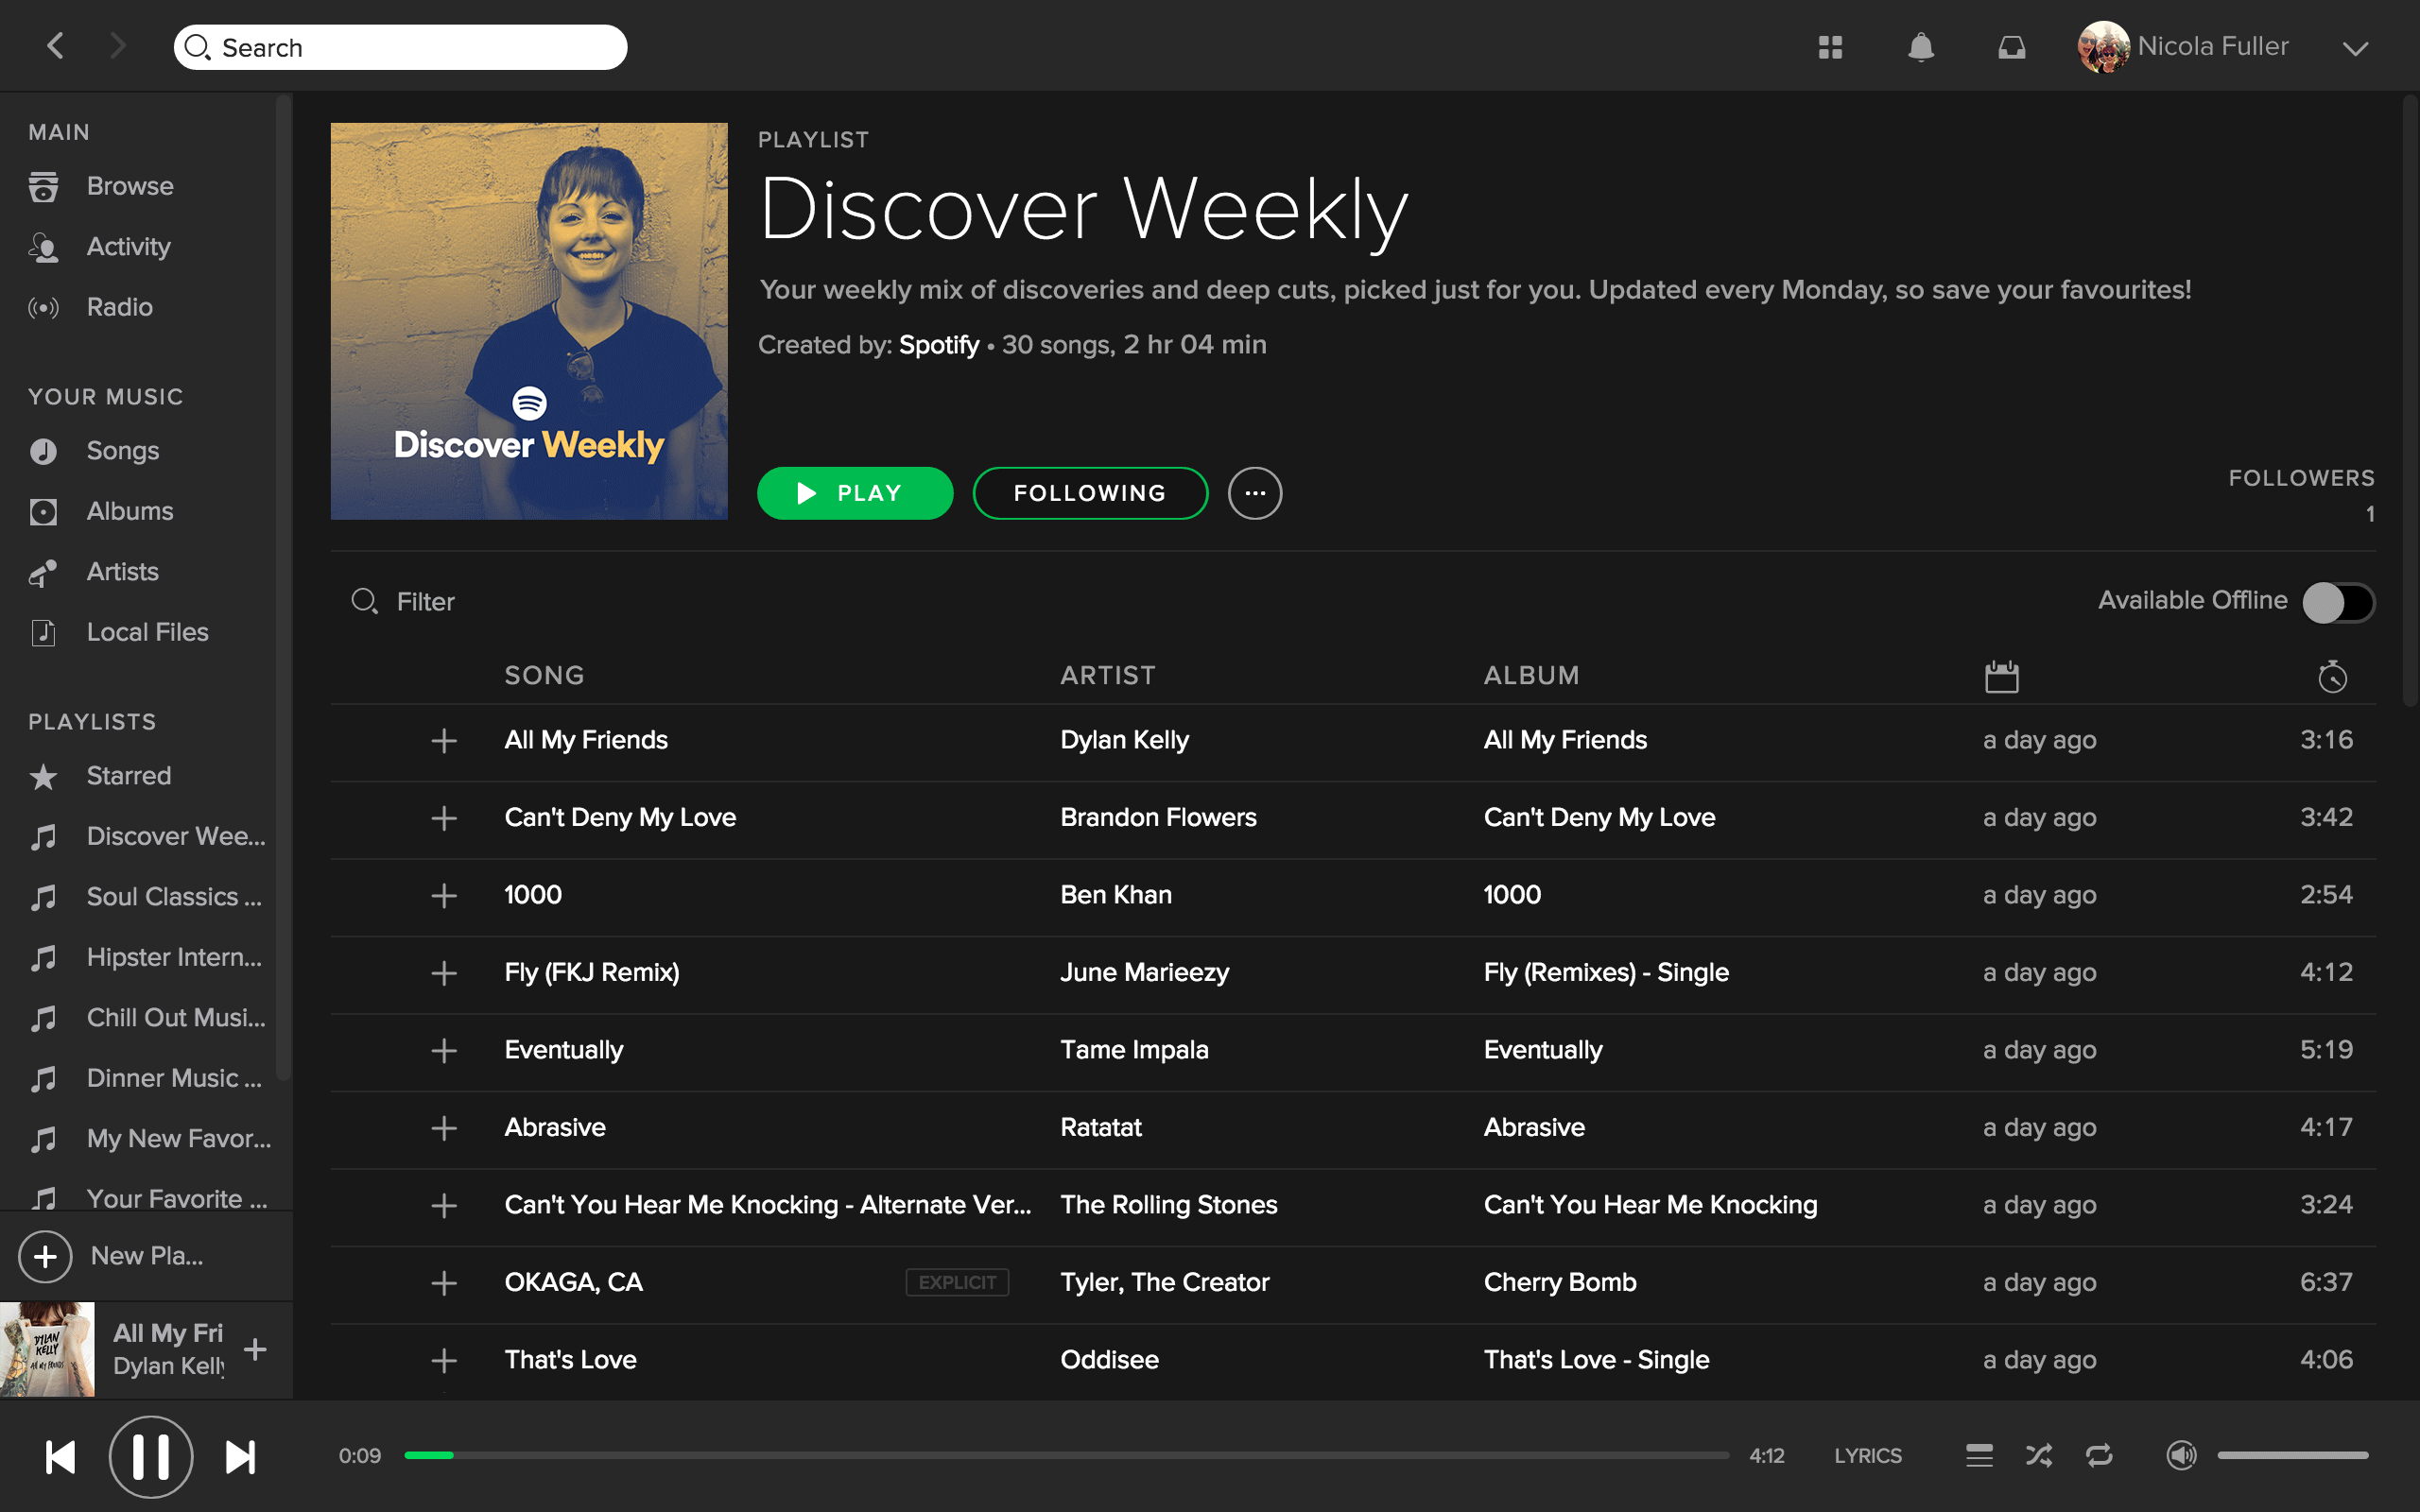 Search
Nicola Fuller
MAIN
Browse
Activity
Radio
YOUR MUSIC
Songs
Albums
Artists
Local Files
PLAYLISTS
Starred
Discover Wee...
Soul Classics ...
Hipster Intern...
Chill Out Musi...
Dinner Music ...
My New Favor...
Your Favorite ...
New Pla...
All My Fri
Dylan Kelly
DYLAN
KELLY
All My Friends
Discover Weekly
PLAYLIST
Discover Weekly
Your weekly mix of discoveries and deep cuts, picked just for you. Updated every Monday, so save your favourites!
Created by: Spotify • 30 songs, 2 hr 04 min
PLAY FOLLOWING
FOLLOWERS
1
Filter
Available Offline
SONG ARTIST ALBUM
All My Friends Dylan Kelly All My Friends a day ago 3:16
Can't Deny My Love Brandon Flowers Can't Deny My Love a day ago 3:42
1000 Ben Khan 1000 a day ago 2:54
Fly (FKJ Remix) June Marieezy Fly (Remixes) - Single a day ago 4:12
Eventually Tame Impala Eventually a day ago 5:19
Abrasive Ratatat Abrasive a day ago 4:17
Can't You Hear Me Knocking - Alternate Ver... The Rolling Stones Can't You Hear Me Knocking a day ago 3:24
OKAGA, CA EXPLICIT Tyler, The Creator Cherry Bomb a day ago 6:37
That's Love Oddisee That's Love - Single a day ago 4:06
0:09 4:12 LYRICS